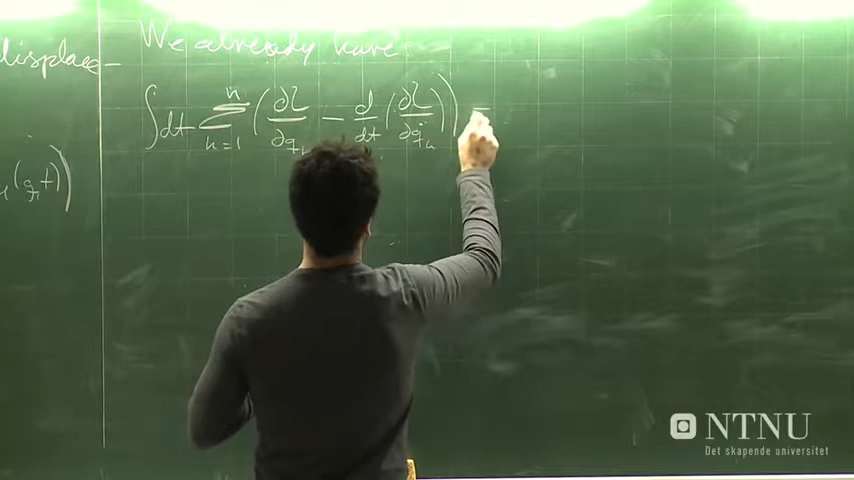 displace-
(q,t)
We already have
∫dt Σ_{k=1}^{n} (∂L/∂q_k - d/dt (∂L/∂q̇_k))
NTNU
Det skapende universitet